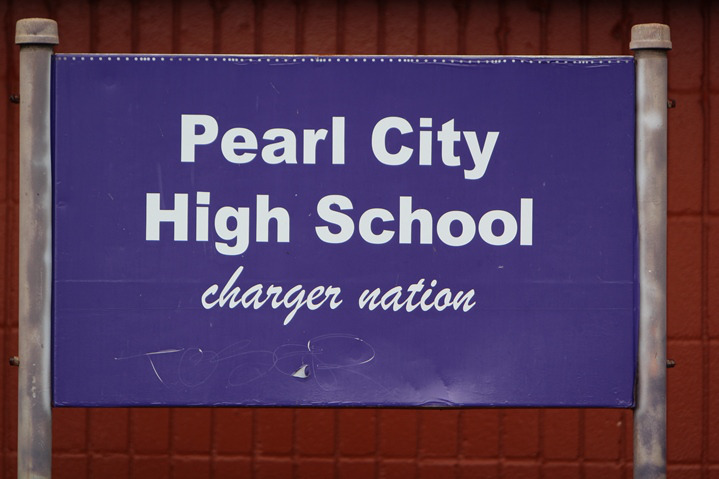 Pearl City
High School
charger nation